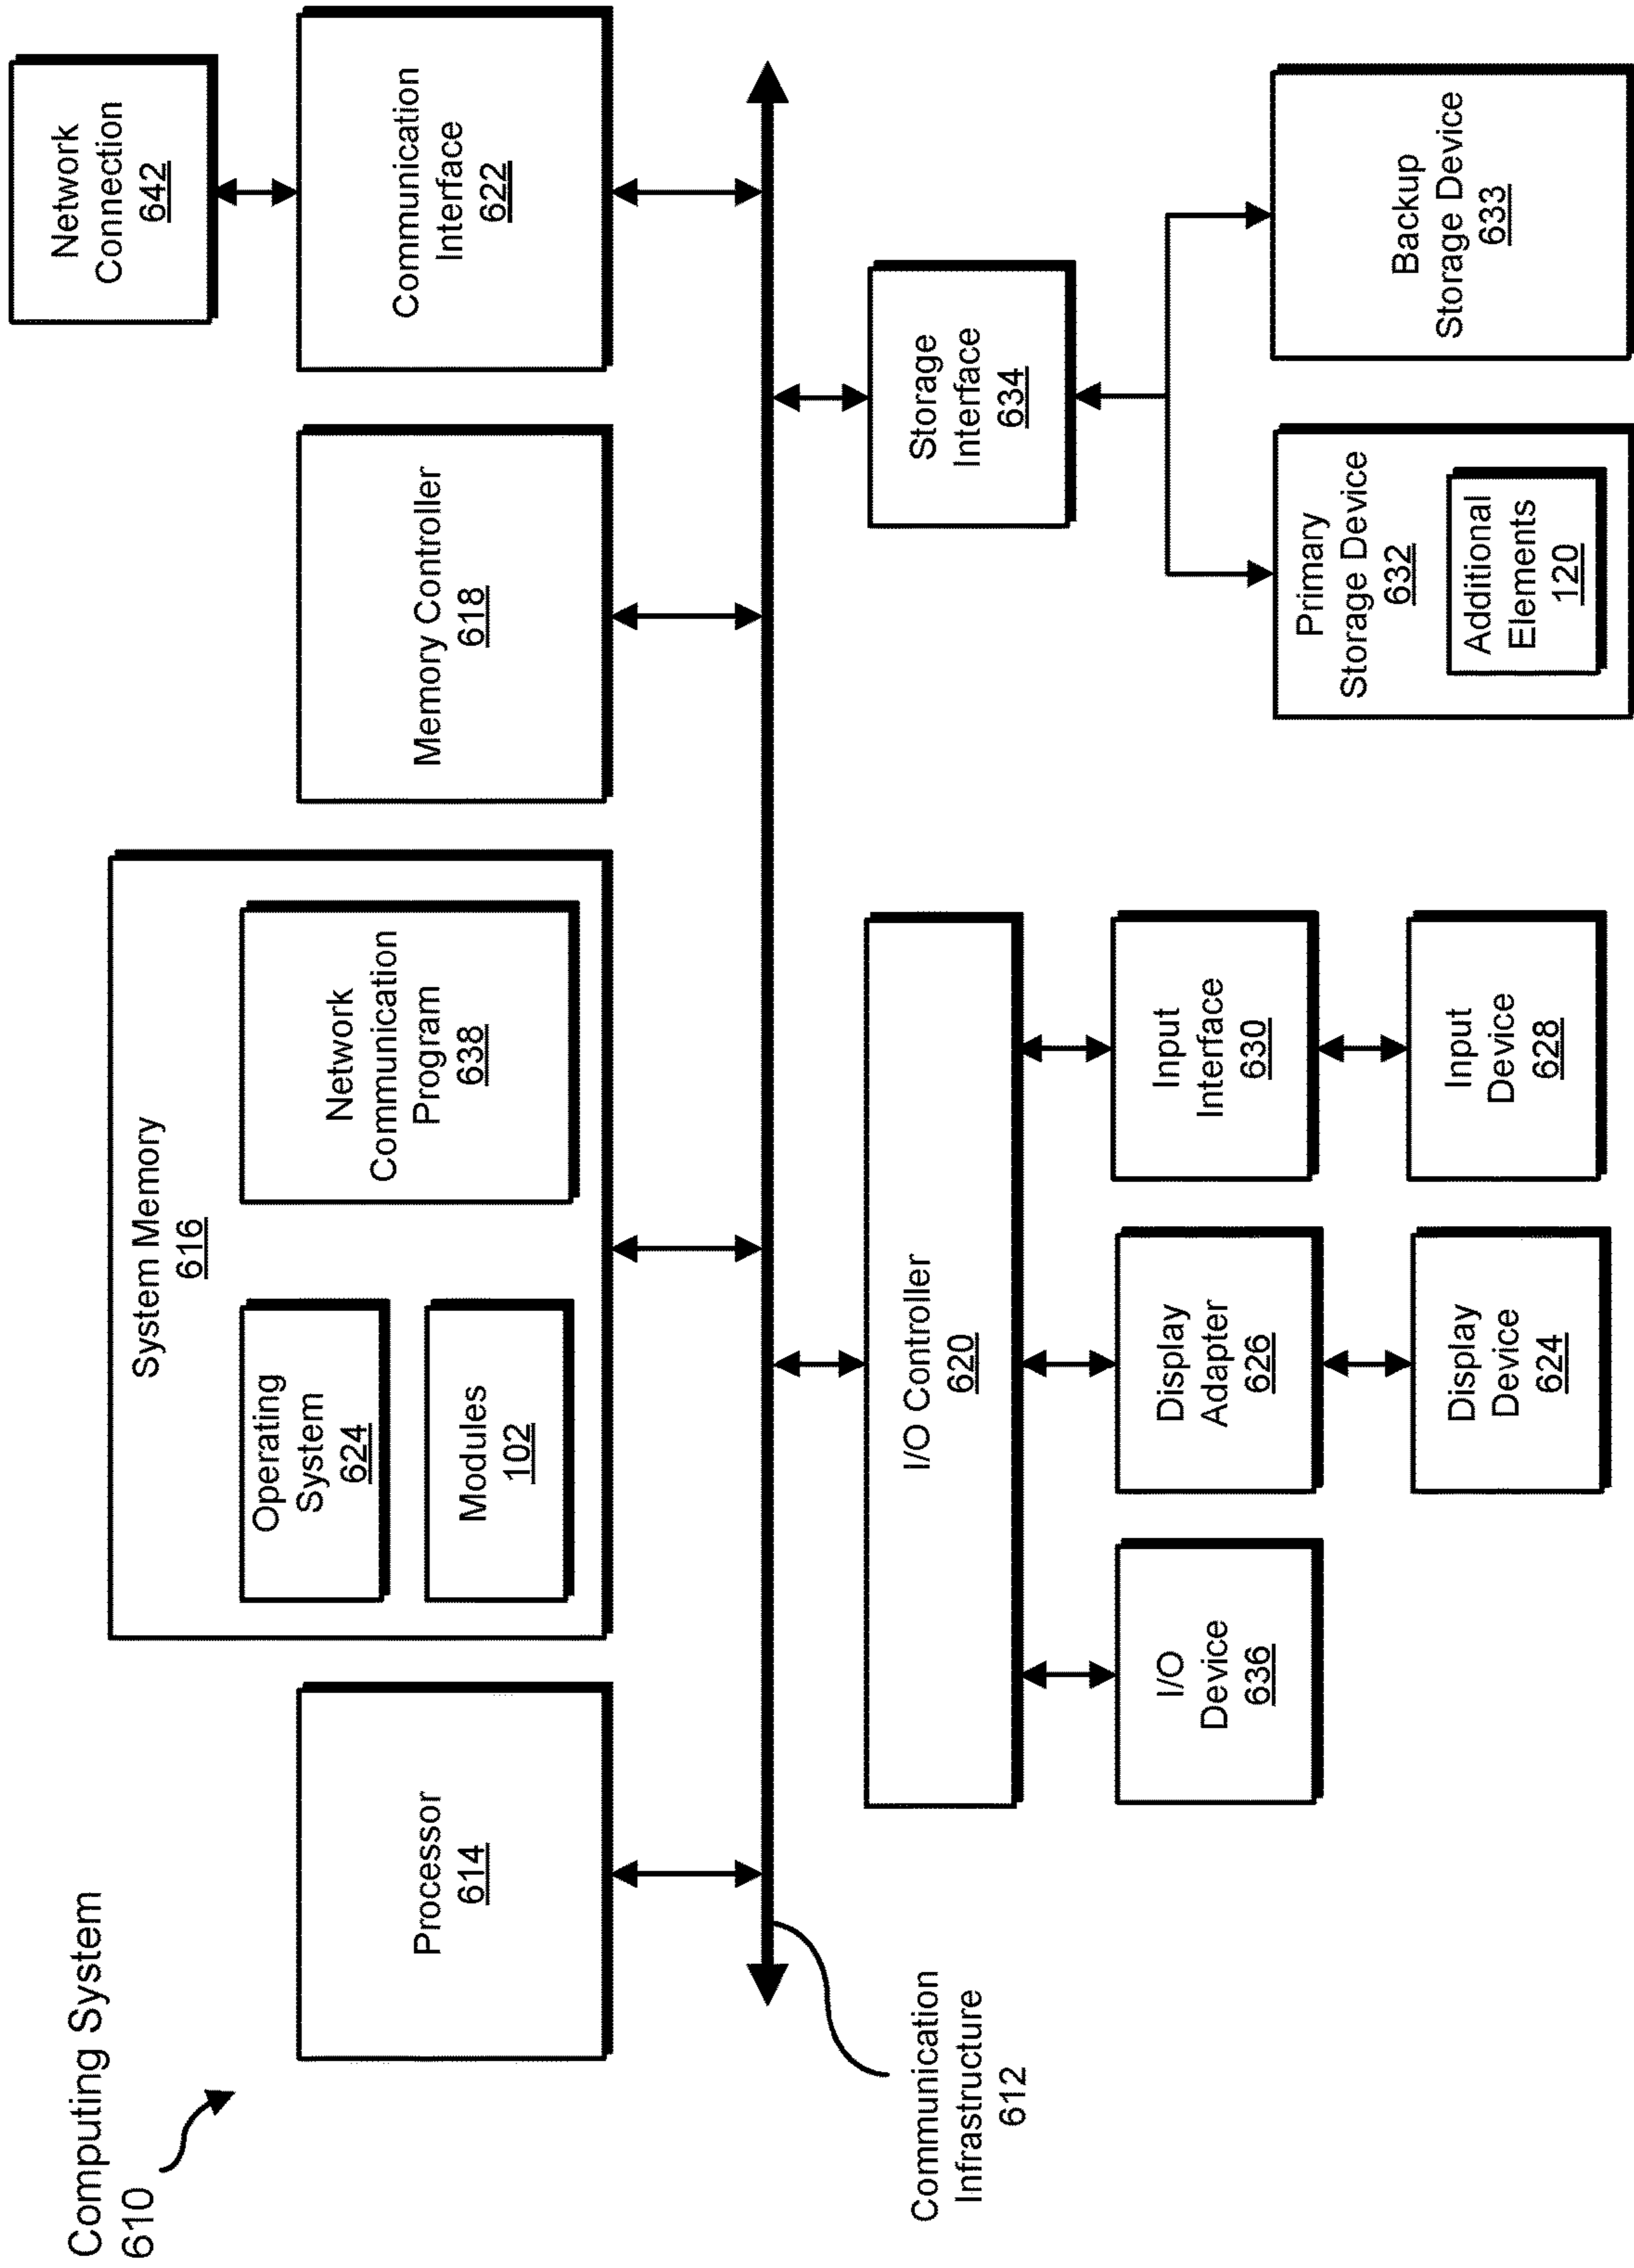 Computing System
610
Processor
614
System Memory
616
Operating
System
624
Modules
102
Network
Communication
Program
638
Memory Controller
618
Communication
Interface
622
Network
Connection
642
Communication
Infrastructure
612
I/O Controller
620
I/O
Device
636
Display
Adapter
626
Display
Device
624
Input
Interface
630
Input
Device
628
Storage
Interface
634
Primary
Storage Device
632
Additional
Elements
120
Backup
Storage Device
633